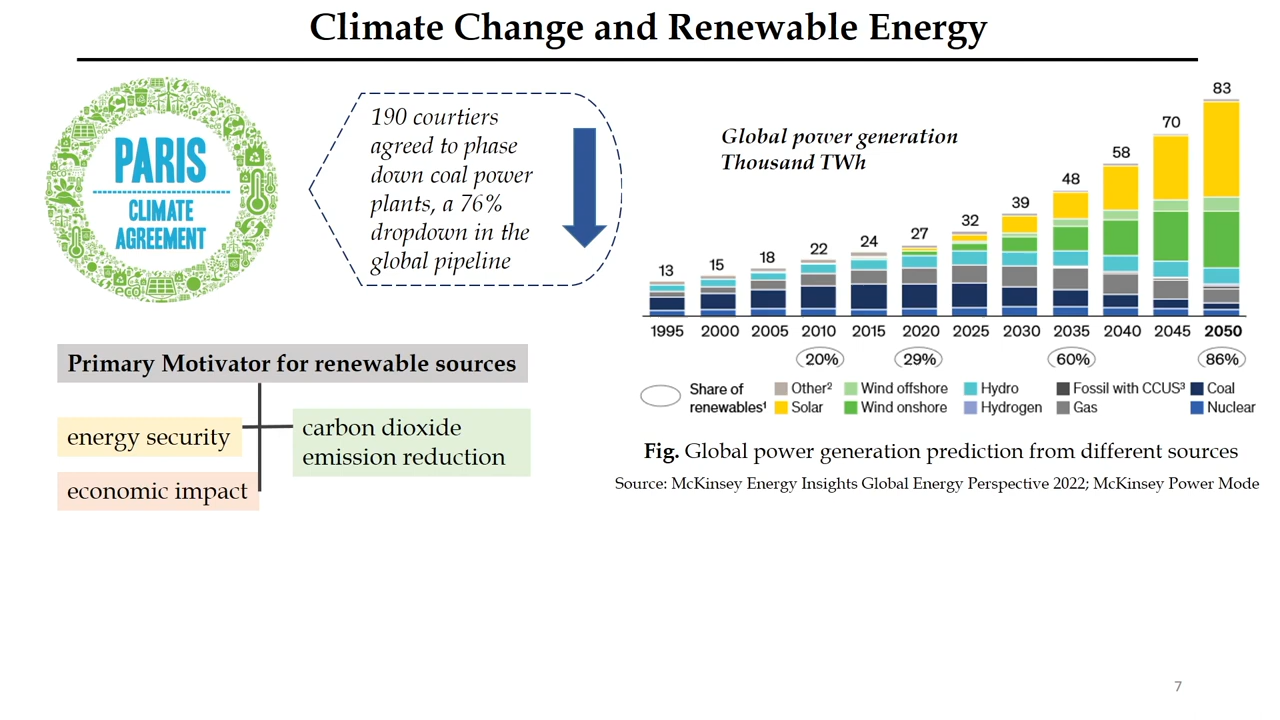 Climate Change and Renewable Energy
PARIS
CLIMATE
AGREEMENT
eco
eco
eco
190 courtiers
agreed to phase
down coal power
plants, a 76%
dropdown in the
global pipeline
Primary Motivator for renewable sources
energy security
carbon dioxide
emission reduction
economic impact
Global power generation
Thousand TWh
13 15 18 22 24 27 32 39 48 58 70 83
1995 2000 2005 2010 2015 2020 2025 2030 2035 2040 2045 2050
20% 29% 60% 86%
Share of
renewables¹
Other² Wind offshore Hydro Fossil with CCUS³ Coal
Solar Wind onshore Hydrogen Gas Nuclear
Fig. Global power generation prediction from different sources
Source: McKinsey Energy Insights Global Energy Perspective 2022; McKinsey Power Mode
7